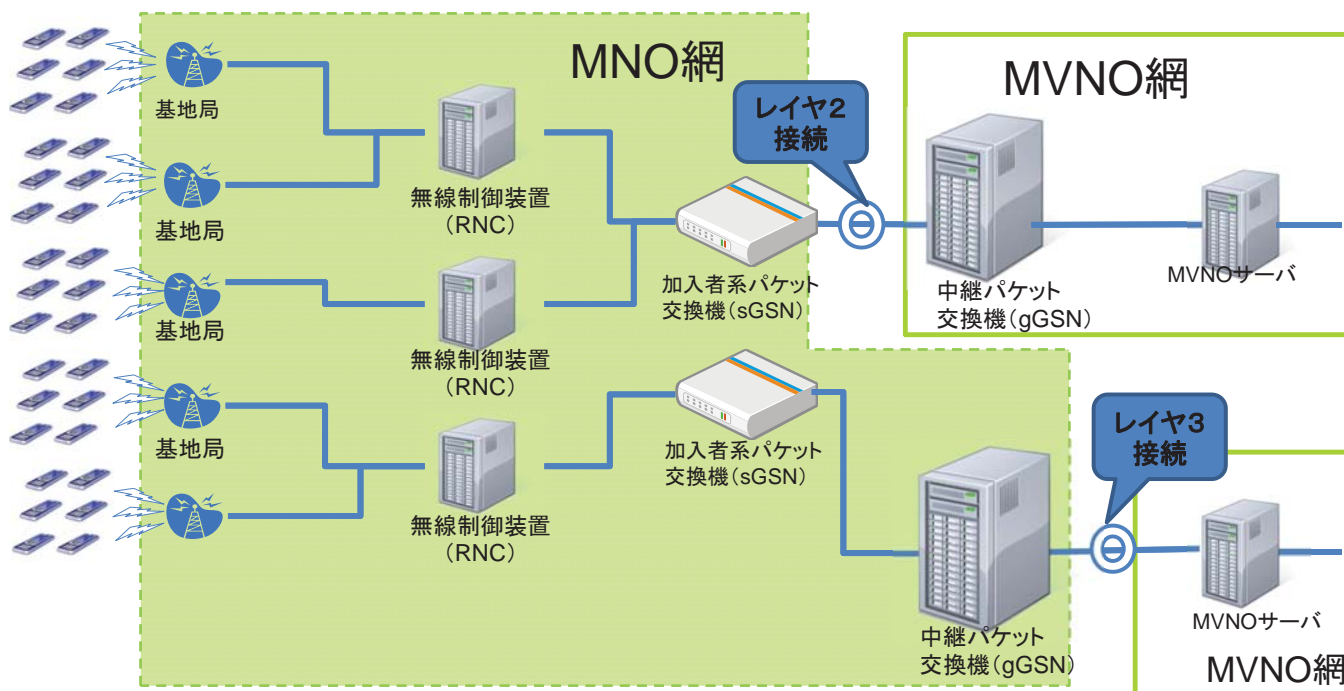 MNO網
MVNO網
レイヤ2
接続
基地局
無線制御装置
(RNC)
基地局
加入者系パケット
交換機(sGSN)
中継パケット
交換機(gGSN)
MVNOサーバ
基地局
無線制御装置
(RNC)
基地局
加入者系パケット
交換機(sGSN)
レイヤ3
接続
無線制御装置
(RNC)
中継パケット
交換機(gGSN)
MVNOサーバ
MVNO網